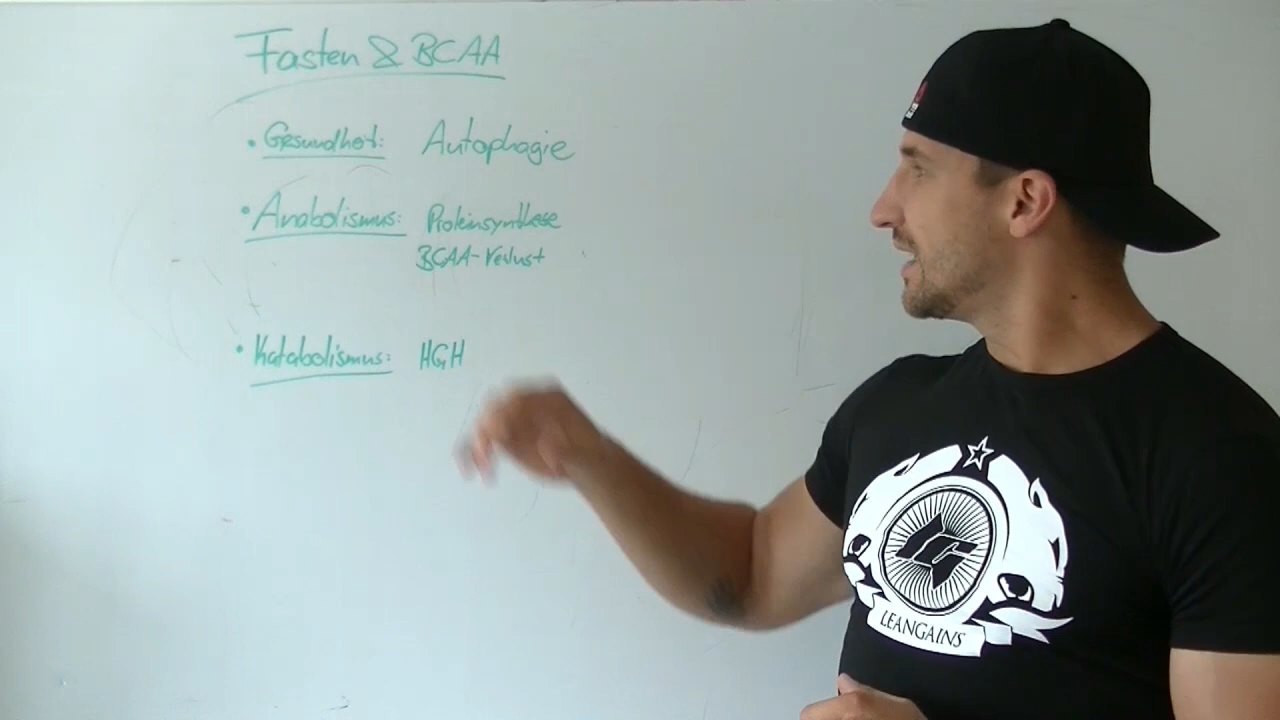 Fasten & BCAA
• Gesundheit: Autophagie
• Anabolismus: Proteinsynthese
BCAA-Verlust
• Katabolismus: HGH
LEANGAINS